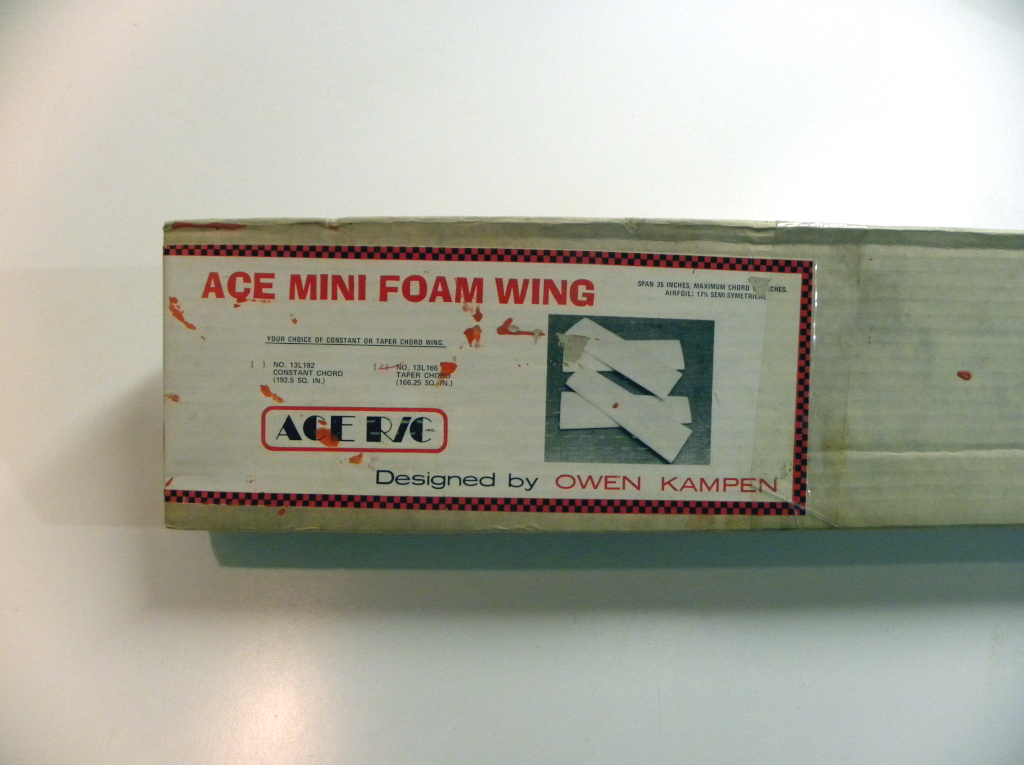 ACE MINI FOAM WING
SPAN 35 INCHES, MAXIMUM CHORD
AIRFOIL: 17% SEMI-SYMETRICAL
YOUR CHOICE OF CONSTANT OR TAPER CHORD WING.
[ ] NO. 13L192
CONSTANT CHORD
(192.5 SQ. IN.)
[/] NO. 13L166
TAPER CHORD
(166.25 SQ. IN.)
ACE R/C INC.
Designed by OWEN KAMPEN